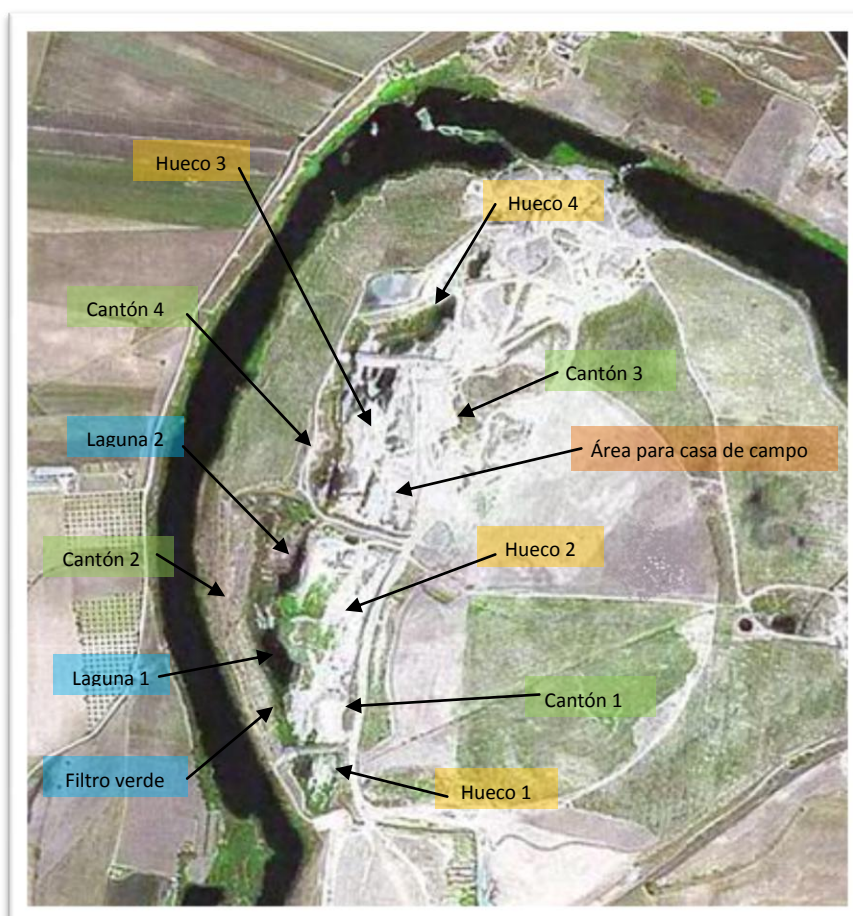 Hueco 3
Hueco 4
Cantón 4
Cantón 3
Laguna 2
Área para casa de campo
Hueco 2
Cantón 2
Laguna 1
Cantón 1
Filtro verde
Hueco 1